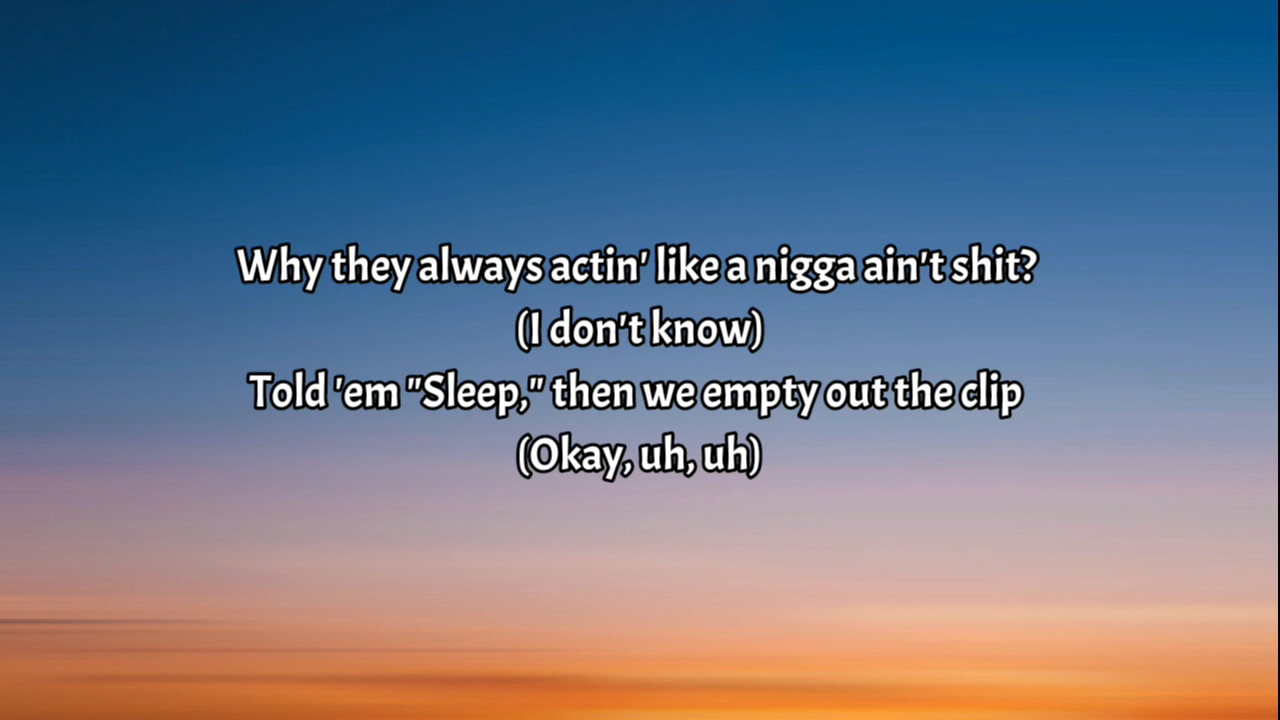 Why they always actin' like a nigga ain't shit?
(I don't know)
Told 'em "Sleep," then we empty out the clip
(Okay, uh, uh)